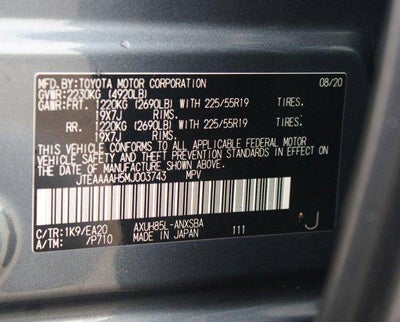 MFD. BY: TOYOTA MOTOR CORPORATION 08/20
GVWR: 2230KG (4920LB)
GAWR: FRT. 1220KG (2690LB) WITH 225/55R19 TIRES.
19X7J RIMS.
RR. 1220KG (2690LB) WITH 225/55R19 TIRES.
19X7J RIMS.
THIS VEHICLE CONFORMS TO ALL APPLICABLE FEDERAL MOTOR
VEHICLE SAFETY AND THEFT PREVENTION STANDARDS IN EFFECT ON
THE DATE OF MANUFACTURE SHOWN ABOVE.
JTEAAAAH5MJ003743 MPV
C/TR: 1K9/EA20 AXUH85L-ANXSBA
A/TM: /P710 MADE IN JAPAN 111 J